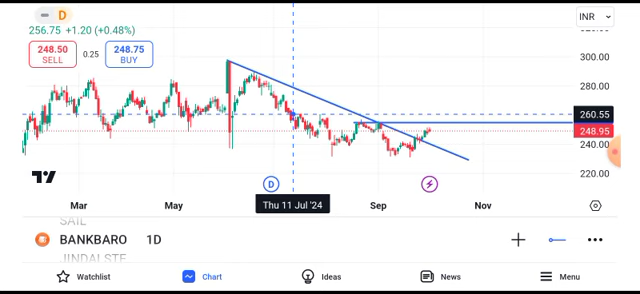 D
INR
256.75 +1.20 (+0.48%)
300.00
248.50
SELL
0.25
248.75
BUY
280.00
260.55
248.95
240.00
220.00
D
Mar
May
Thu 11 Jul '24
Sep
Nov
SAIL
BANKBARO 1D
JINDALSTE
Watchlist
Chart
Ideas
News
Menu